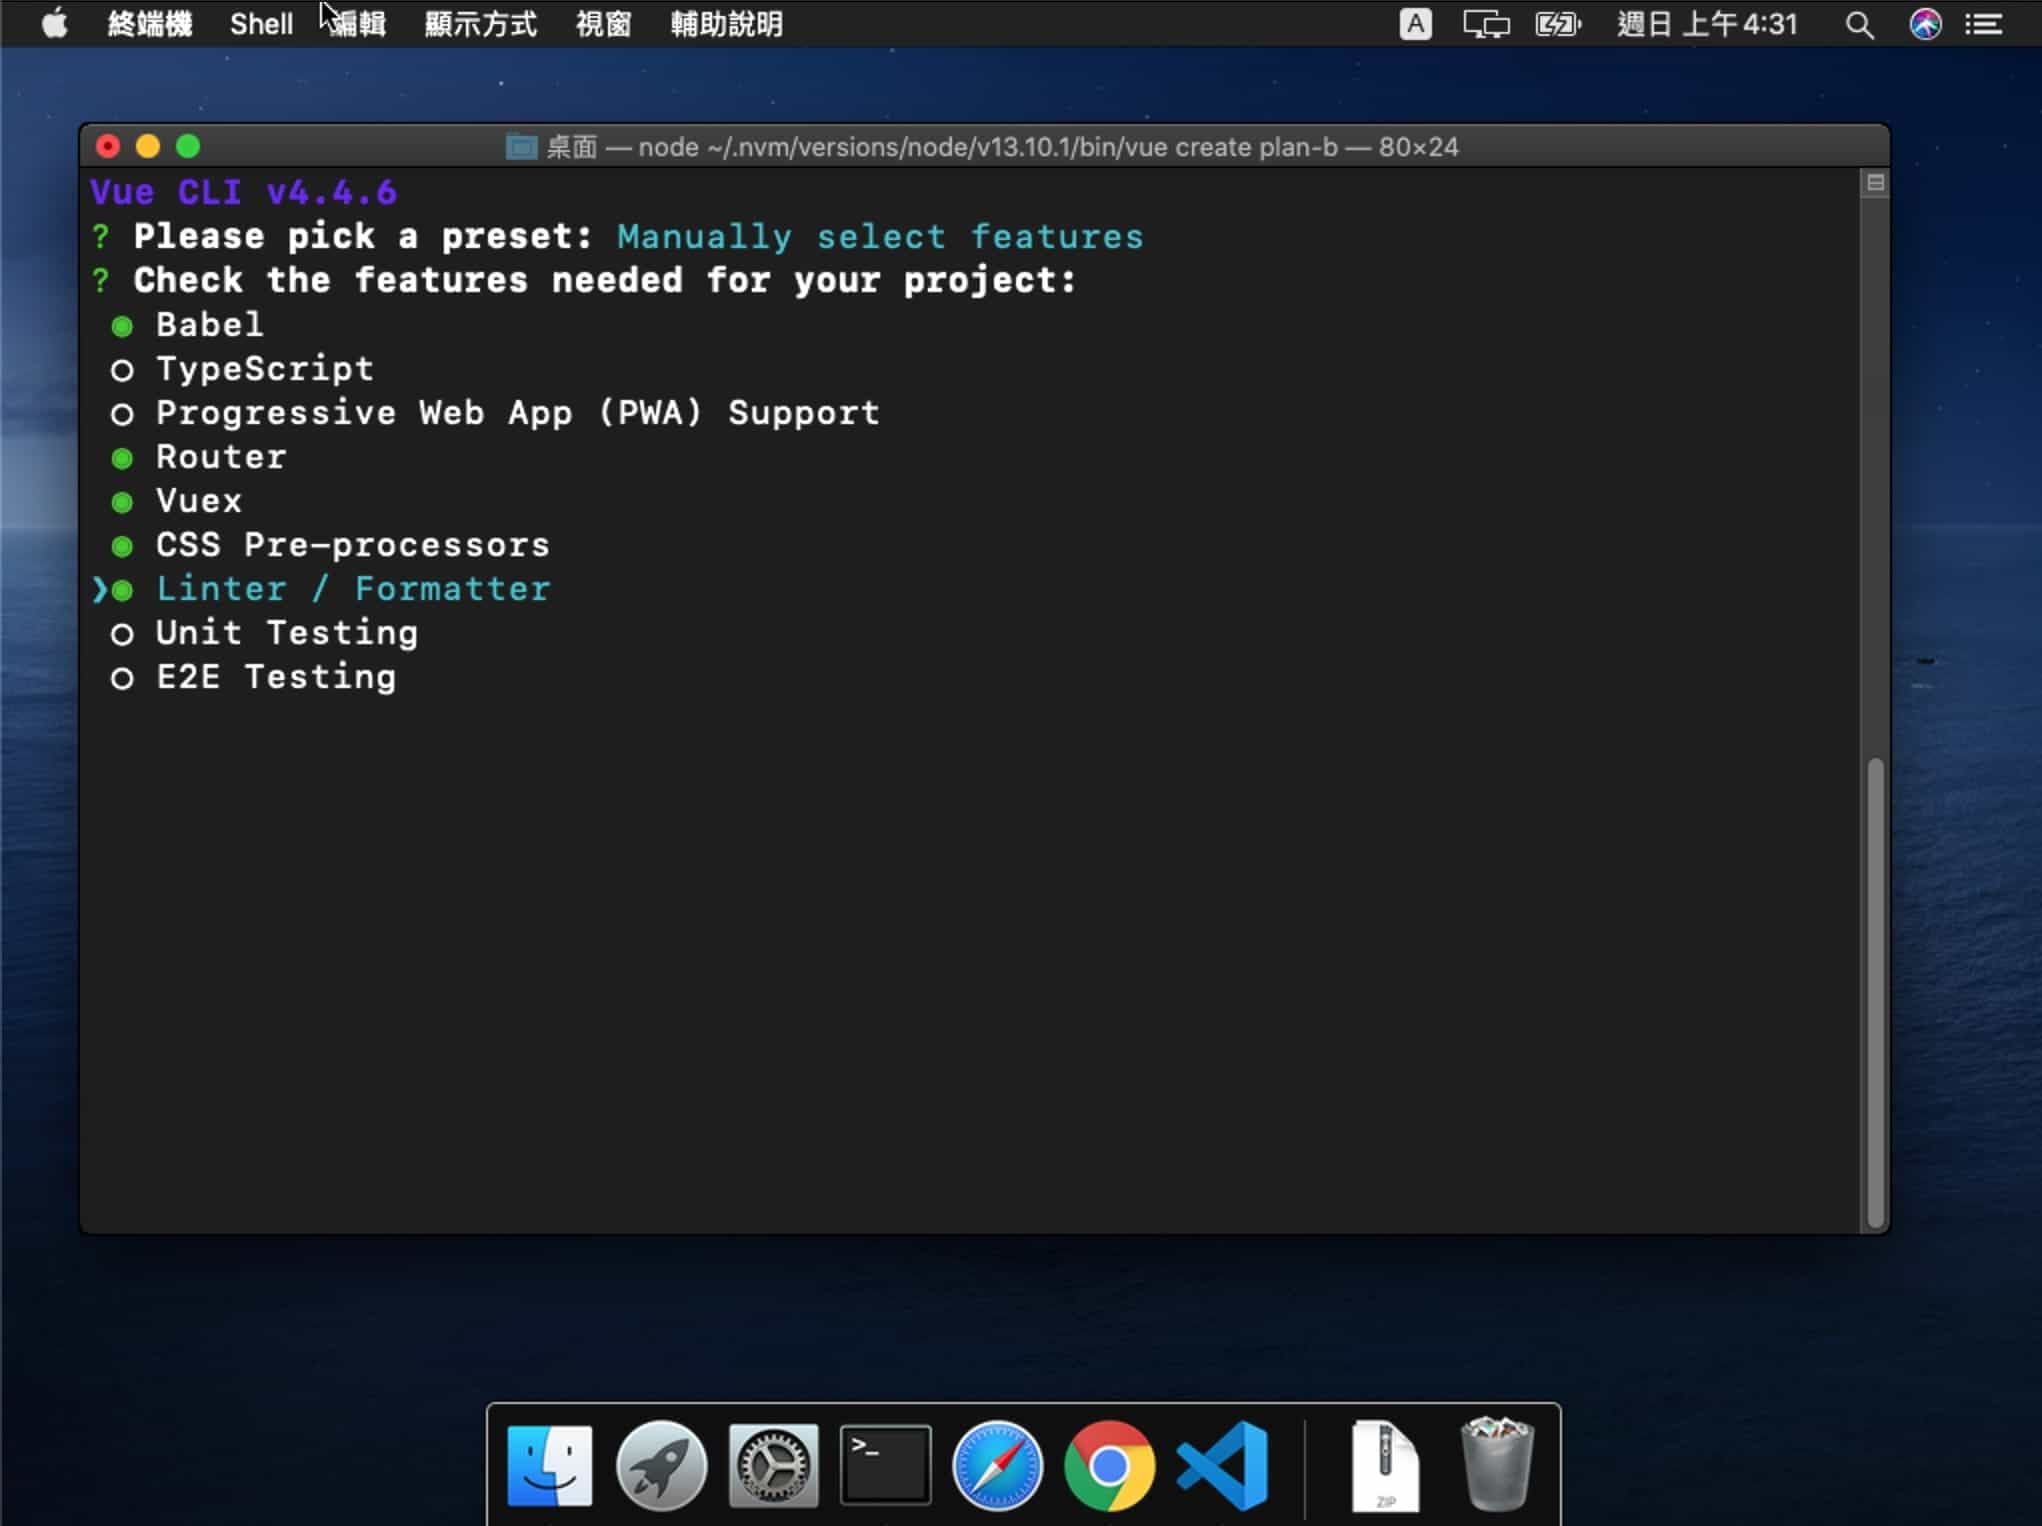 終端機 Shell 編輯 顯示方式 視窗 輔助說明 A 週日 上午4:31
桌面 — node ~/.nvm/versions/node/v13.10.1/bin/vue create plan-b — 80×24
Vue CLI v4.4.6
? Please pick a preset: Manually select features
? Check the features needed for your project:
◉ Babel
◯ TypeScript
◯ Progressive Web App (PWA) Support
◉ Router
◉ Vuex
◉ CSS Pre-processors
❯◉ Linter / Formatter
◯ Unit Testing
◯ E2E Testing
>_
ZIP